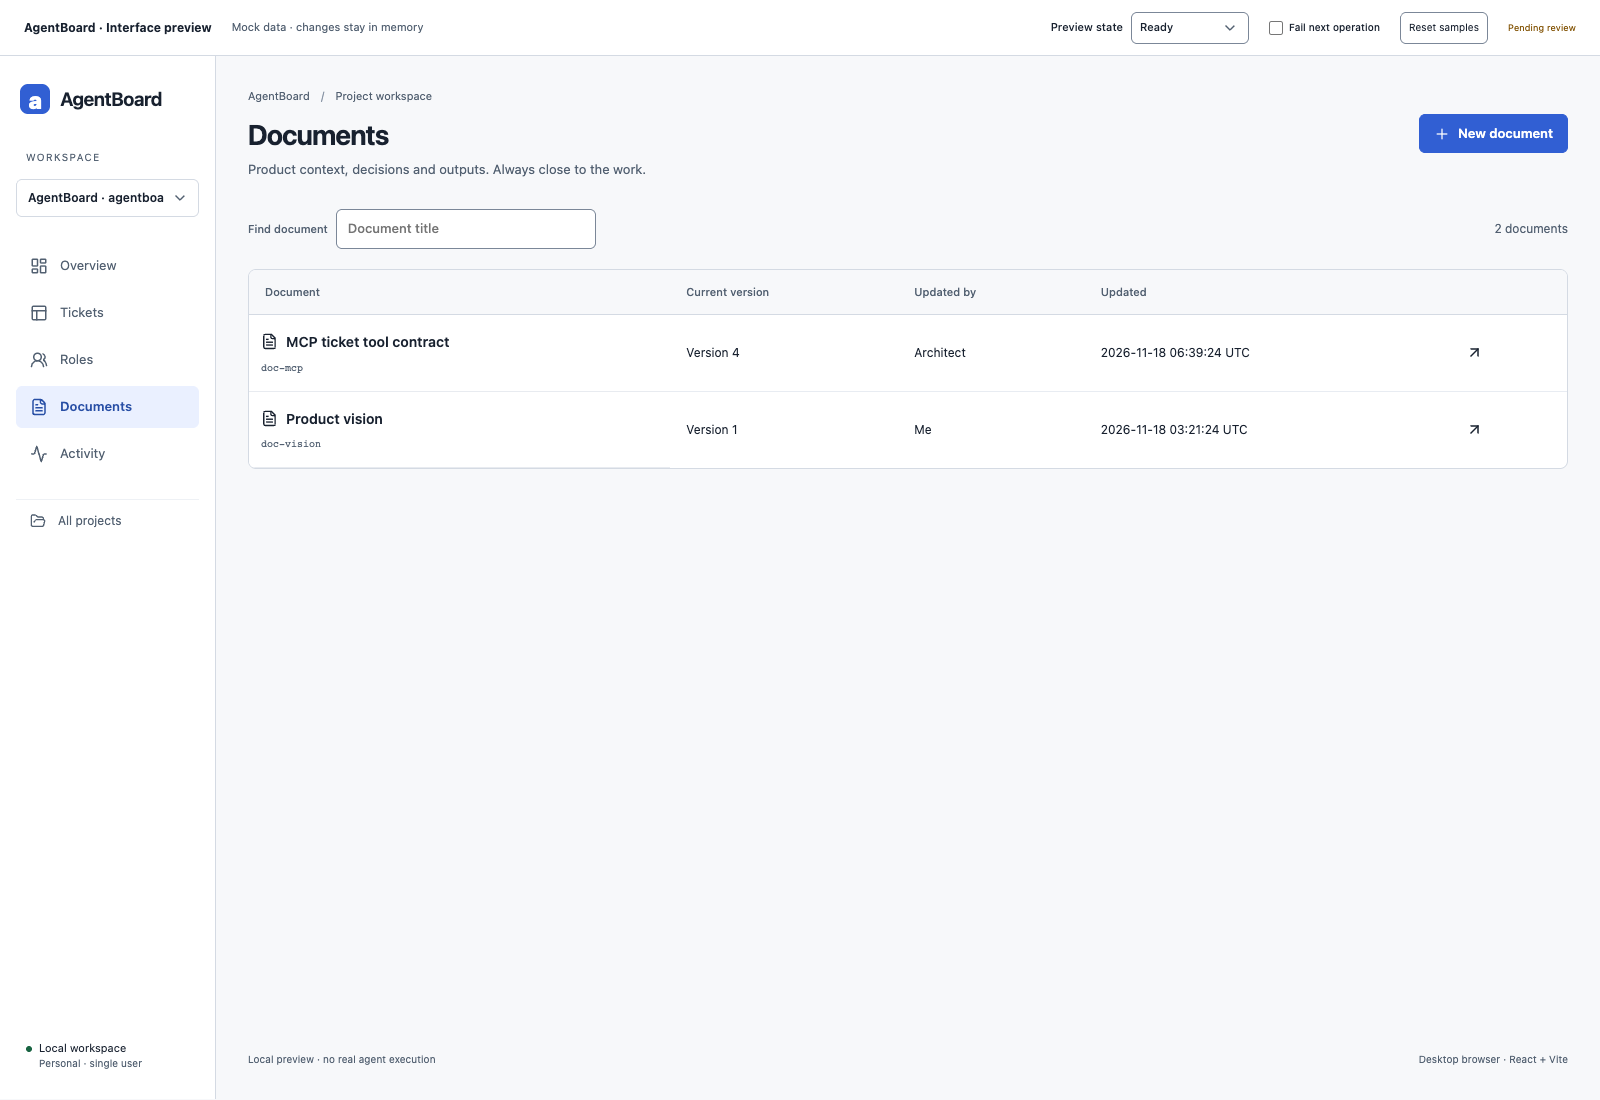 AgentBoard · Interface preview
Mock data · changes stay in memory
Preview state
Ready
Fail next operation
Reset samples
Pending review
a
AgentBoard
WORKSPACE
AgentBoard · agentboa
Overview
Tickets
Roles
Documents
Activity
All projects
Local workspace
Personal · single user
AgentBoard / Project workspace
Documents
Product context, decisions and outputs. Always close to the work.
+ New document
Find document
Document title
2 documents
Document Current version Updated by Updated
MCP ticket tool contract
doc-mcp
Version 4
Architect
2026-11-18 06:39:24 UTC
Product vision
doc-vision
Version 1
Me
2026-11-18 03:21:24 UTC
Local preview · no real agent execution
Desktop browser · React + Vite